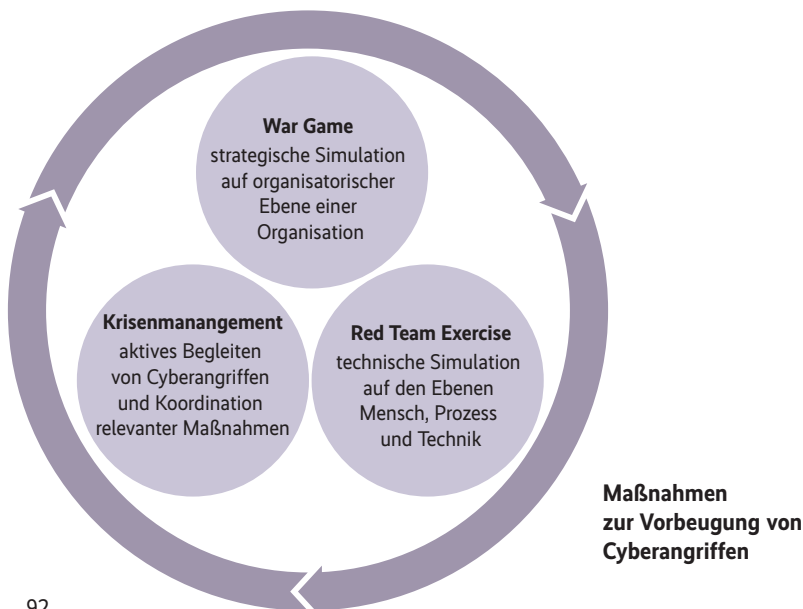 War Game
strategische Simulation
auf organisatorischer
Ebene einer
Organisation
Krisenmanangement
aktives Begleiten
von Cyberangriffen
und Koordination
relevanter Maßnahmen
Red Team Exercise
technische Simulation
auf den Ebenen
Mensch, Prozess
und Technik
Maßnahmen
zur Vorbeugung von
Cyberangriffen
92